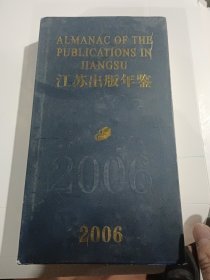 ALMANAC OF THE
PUBLICATIONS IN
JIANGSU
江苏出版年鉴
2006
2006